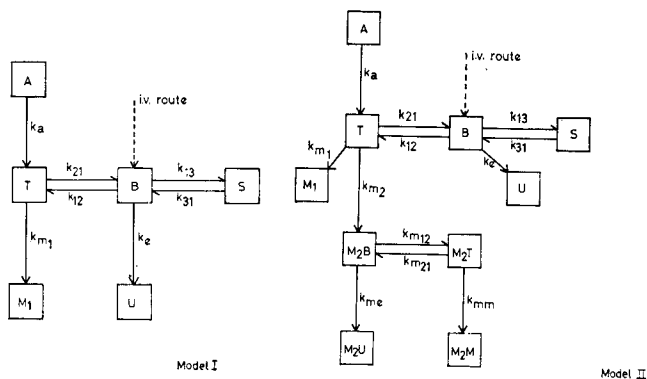 A
i.v. route
ka
k21
k13
T
B
S
k12
k31
km1
ke
M1
U
Model I
A
i.v. route
ka
k21
k13
T
B
S
k12
k31
km1
ke
M1
km2
U
km12
M2B
M2T
km21
kme
kmm
M2U
M2M
Model II